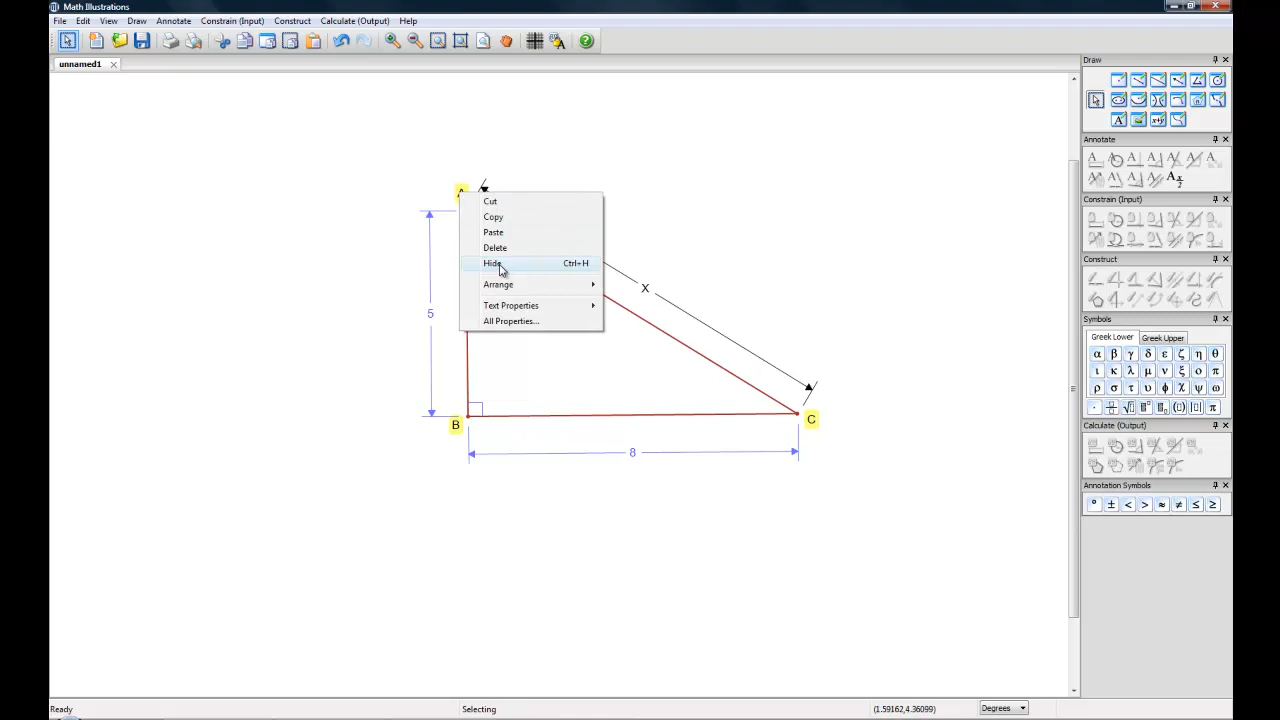 Math Illustrations
File Edit View Draw Annotate Constrain (Input) Construct Calculate (Output) Help
unnamed1
Draw
A x+y
Annotate
Constrain (Input)
Construct
Symbols
Greek Lower Greek Upper
α β γ δ ε ζ η θ
ι κ λ μ ν ξ ο π
ρ σ τ υ φ χ ψ ω
Calculate (Output)
Annotation Symbols
° ± < > ≈ ≠ ≤ ≥
A
Cut
Copy
Paste
Delete
Hide Ctrl+H
Arrange
Text Properties
All Properties...
X
5
B
C
8
Ready Selecting (1.59162,4.36099) Degrees